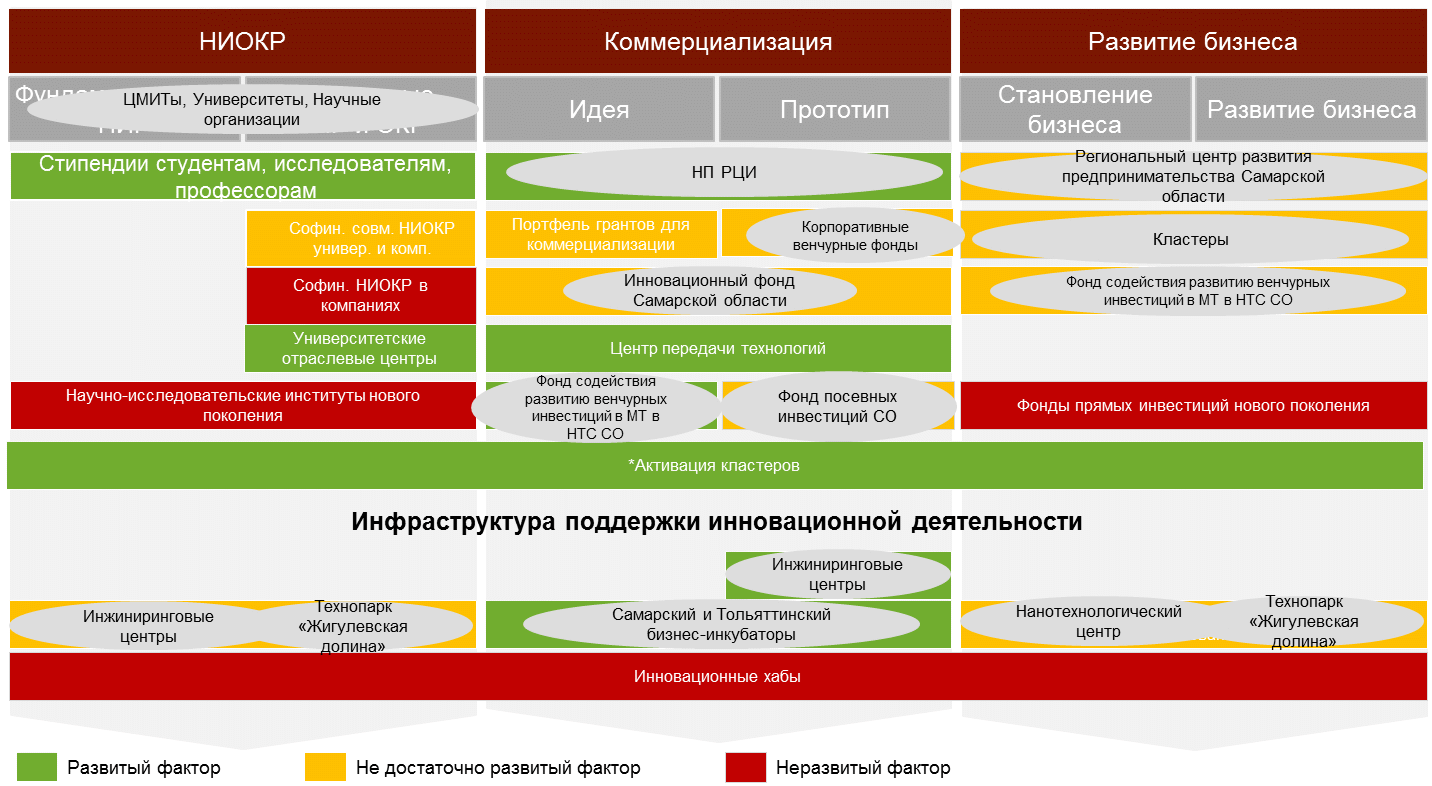 НИОКР
Коммерциализация
Развитие бизнеса
ЦМИТы, Университеты, Научные
организации
Идея
Прототип
Становление
бизнеса
Развитие бизнеса
Стипендии студентам, исследователям,
профессорам
НП РЦИ
Региональный центр развития
предпринимательства Самарской
области
Софин. совм. НИОКР
универ. и комп.
Портфель грантов для
коммерциализации
Корпоративные
венчурные фонды
Кластеры
Софин. НИОКР в
компаниях
Инновационный фонд
Самарской области
Фонд содействия развитию венчурных
инвестиций в МТ в НТС СО
Университетские
отраслевые центры
Центр передачи технологий
Научно-исследовательские институты нового
поколения
Фонд содействия
развитию венчурных
инвестиций в МТ в
НТС СО
Фонд посевных
инвестиций СО
Фонды прямых инвестиций нового поколения
*Активация кластеров
Инфраструктура поддержки инновационной деятельности
Инжиниринговые
центры
Инжиниринговые
центры
Технопарк
«Жигулевская
долина»
Самарский и Тольяттинский
бизнес-инкубаторы
Нанотехнологический
центр
Технопарк
«Жигулевская
долина»
Инновационные хабы
Развитый фактор
Не достаточно развитый фактор
Неразвитый фактор